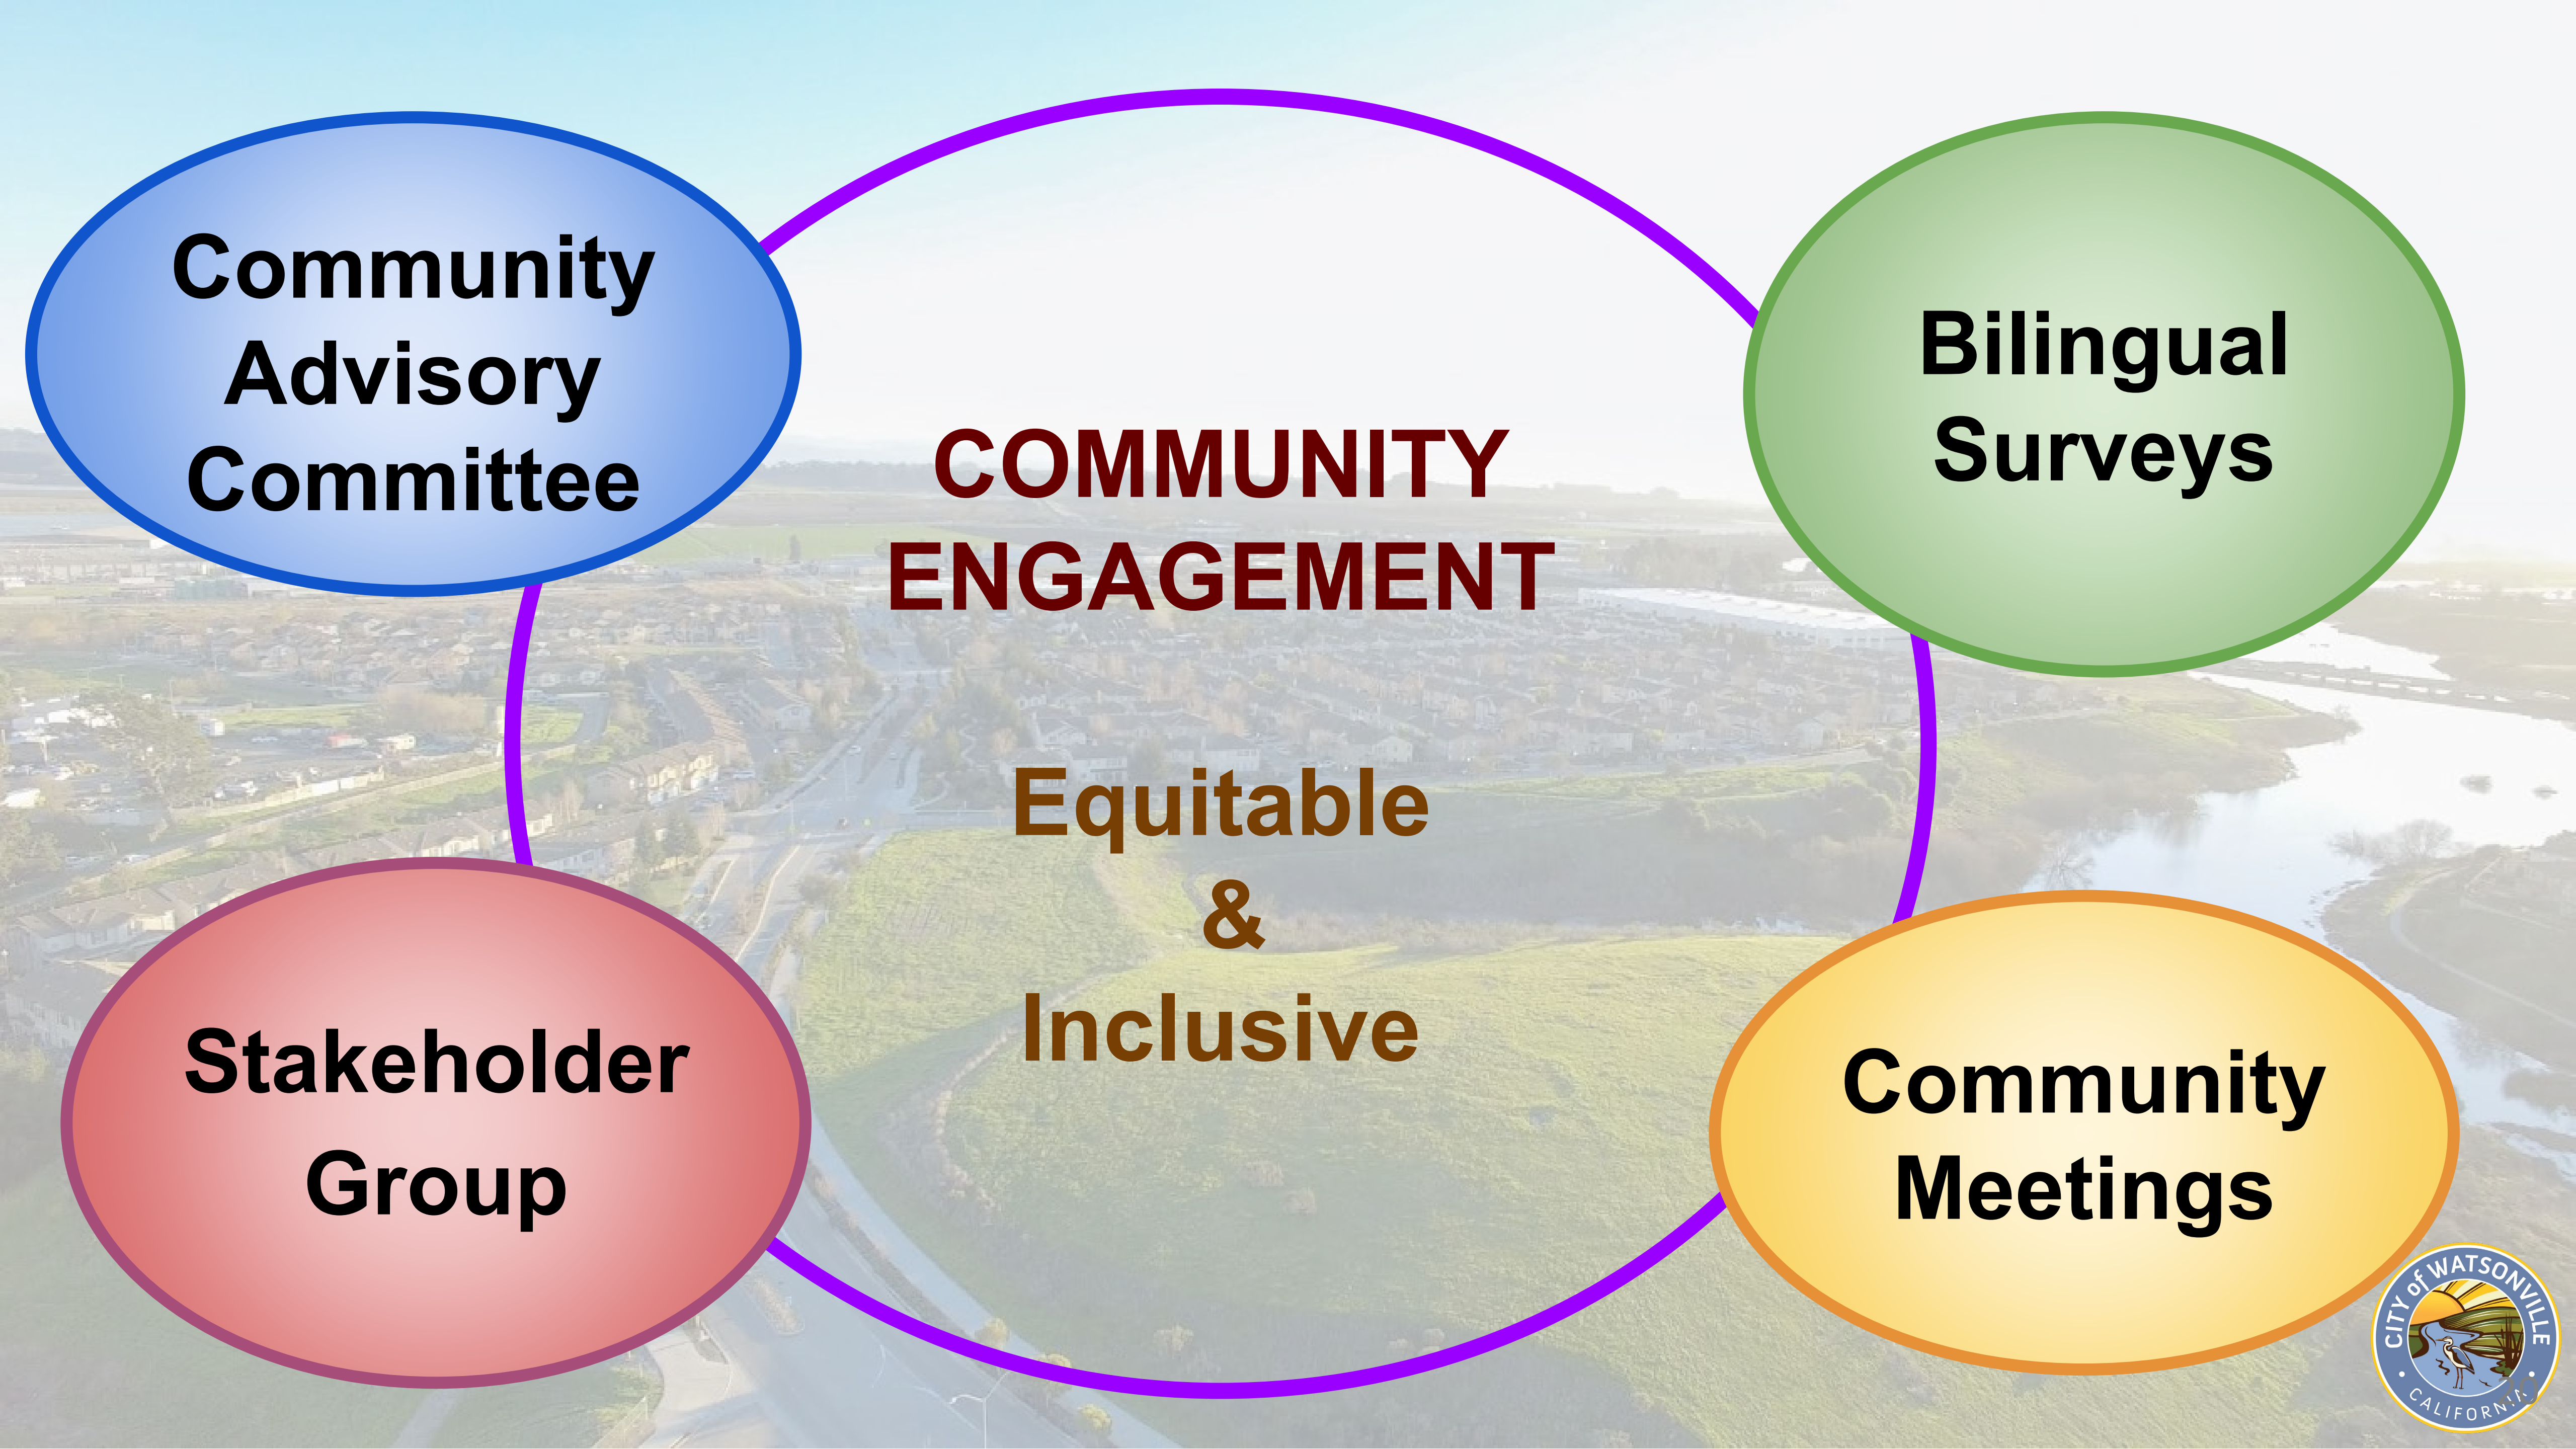 Community
Advisory
Committee
Bilingual
Surveys
COMMUNITY
ENGAGEMENT
Equitable
&
Inclusive
Stakeholder
Group
Community
Meetings
CITY of WATSONVILLE
CALIFORNIA